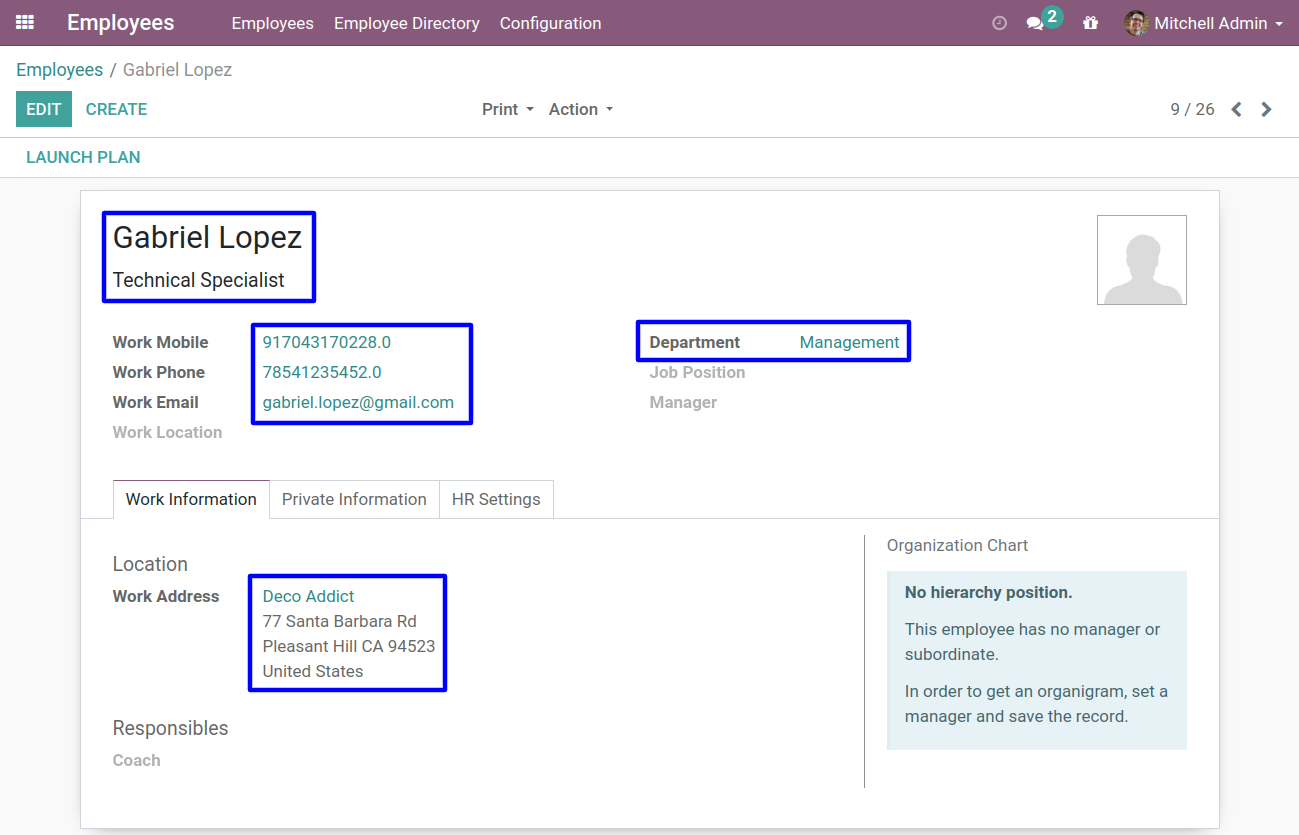 Employees Employees Employee Directory Configuration 2 Mitchell Admin
Employees / Gabriel Lopez
EDIT CREATE Print Action 9 / 26
LAUNCH PLAN
Gabriel Lopez
Technical Specialist
Work Mobile 917043170228.0 Department Management
Work Phone 78541235452.0 Job Position
Work Email gabriel.lopez@gmail.com Manager
Work Location
Work Information Private Information HR Settings
Location
Work Address Deco Addict
77 Santa Barbara Rd
Pleasant Hill CA 94523
United States
Responsibles
Coach
Organization Chart
No hierarchy position.
This employee has no manager or
subordinate.
In order to get an organigram, set a
manager and save the record.